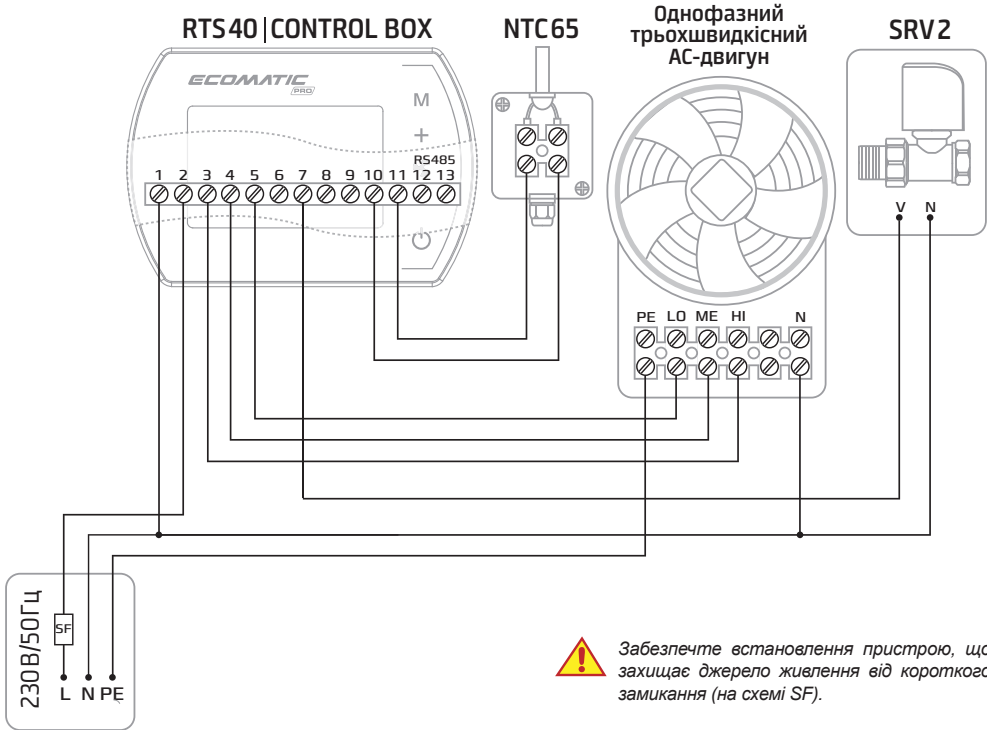 RTS40 | CONTROL BOX
NTC65
Однофазний
трьохшвидкісний
АС-двигун
SRV2
ECOMATIC
PRO
M
+
RS485
1 2 3 4 5 6 7 8 9 10 11 12 13
V N
PE LO ME HI N
230В/50Гц
SF
L N PE
Забезпечте встановлення пристрою, що
захищає джерело живлення від короткого
замикання (на схемі SF).